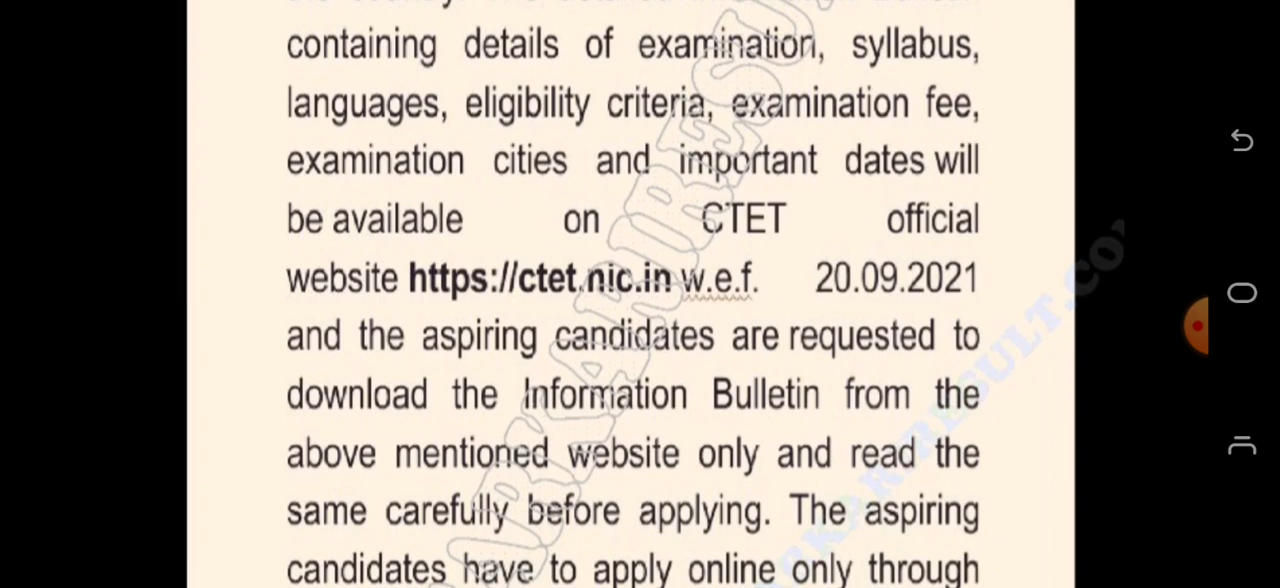 containing details of examination, syllabus,
languages, eligibility criteria, examination fee,
examination cities and important dates will
be available on CTET official
website https://ctet.nic.in w.e.f. 20.09.2021
and the aspiring candidates are requested to
download the Information Bulletin from the
above mentioned website only and read the
same carefully before applying. The aspiring
candidates have to apply online only through